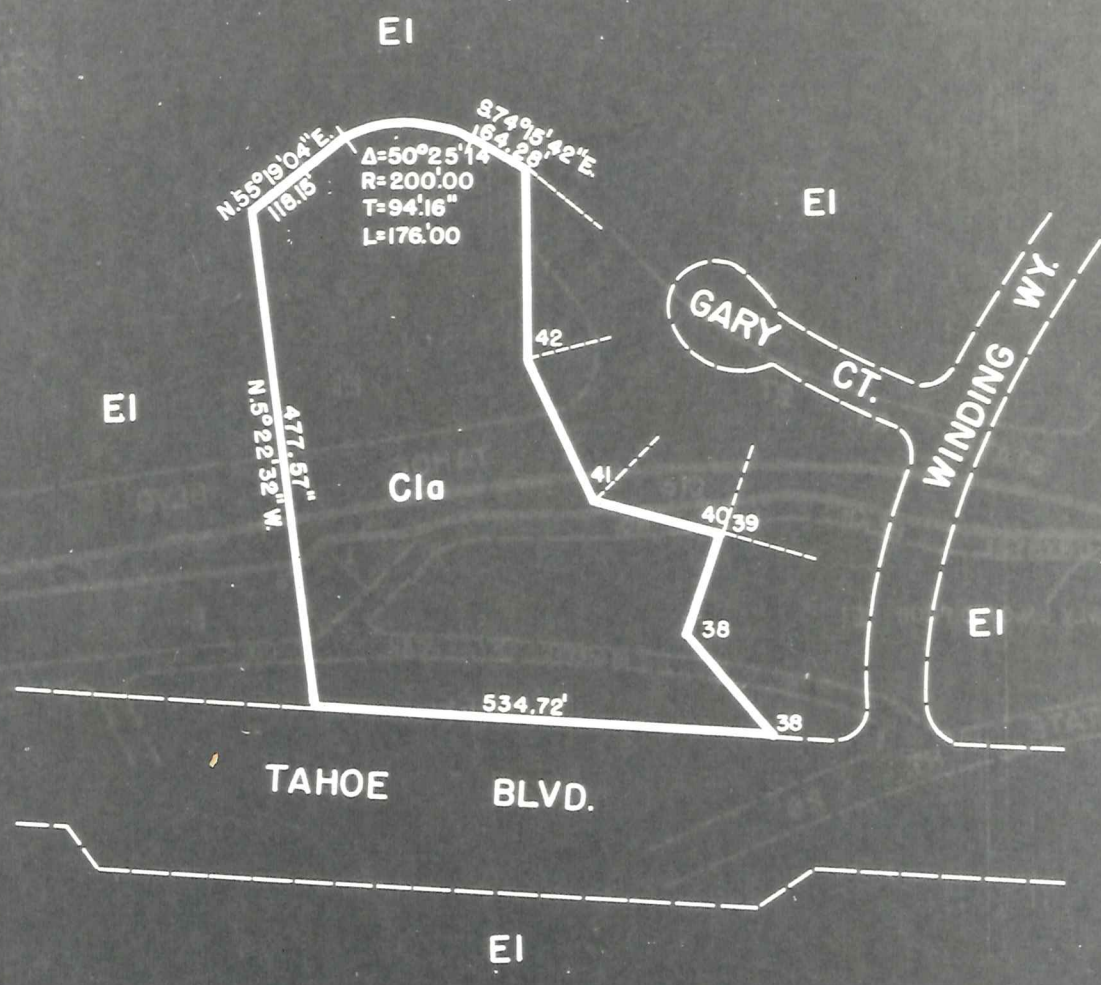 E1
S.74°15'42"E.
64.28'
N.55°19'04"E.
118.15'
Δ=50°25'14
R=200'.00
T=94'.16"
L=176'.00
E1
GARY
CT.
WINDING WY.
42
E1
N.5°22'32"W.
477.57"
C1a
41
40
39
38
E1
534.72'
38
TAHOE BLVD.
E1